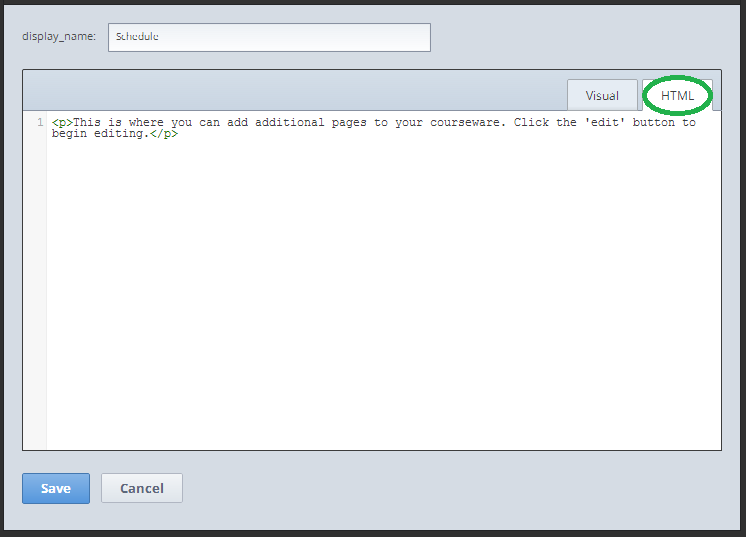 display_name: Schedule
Visual HTML
1 <p>This is where you can add additional pages to your courseware. Click the 'edit' button to
begin editing.</p>
Save Cancel